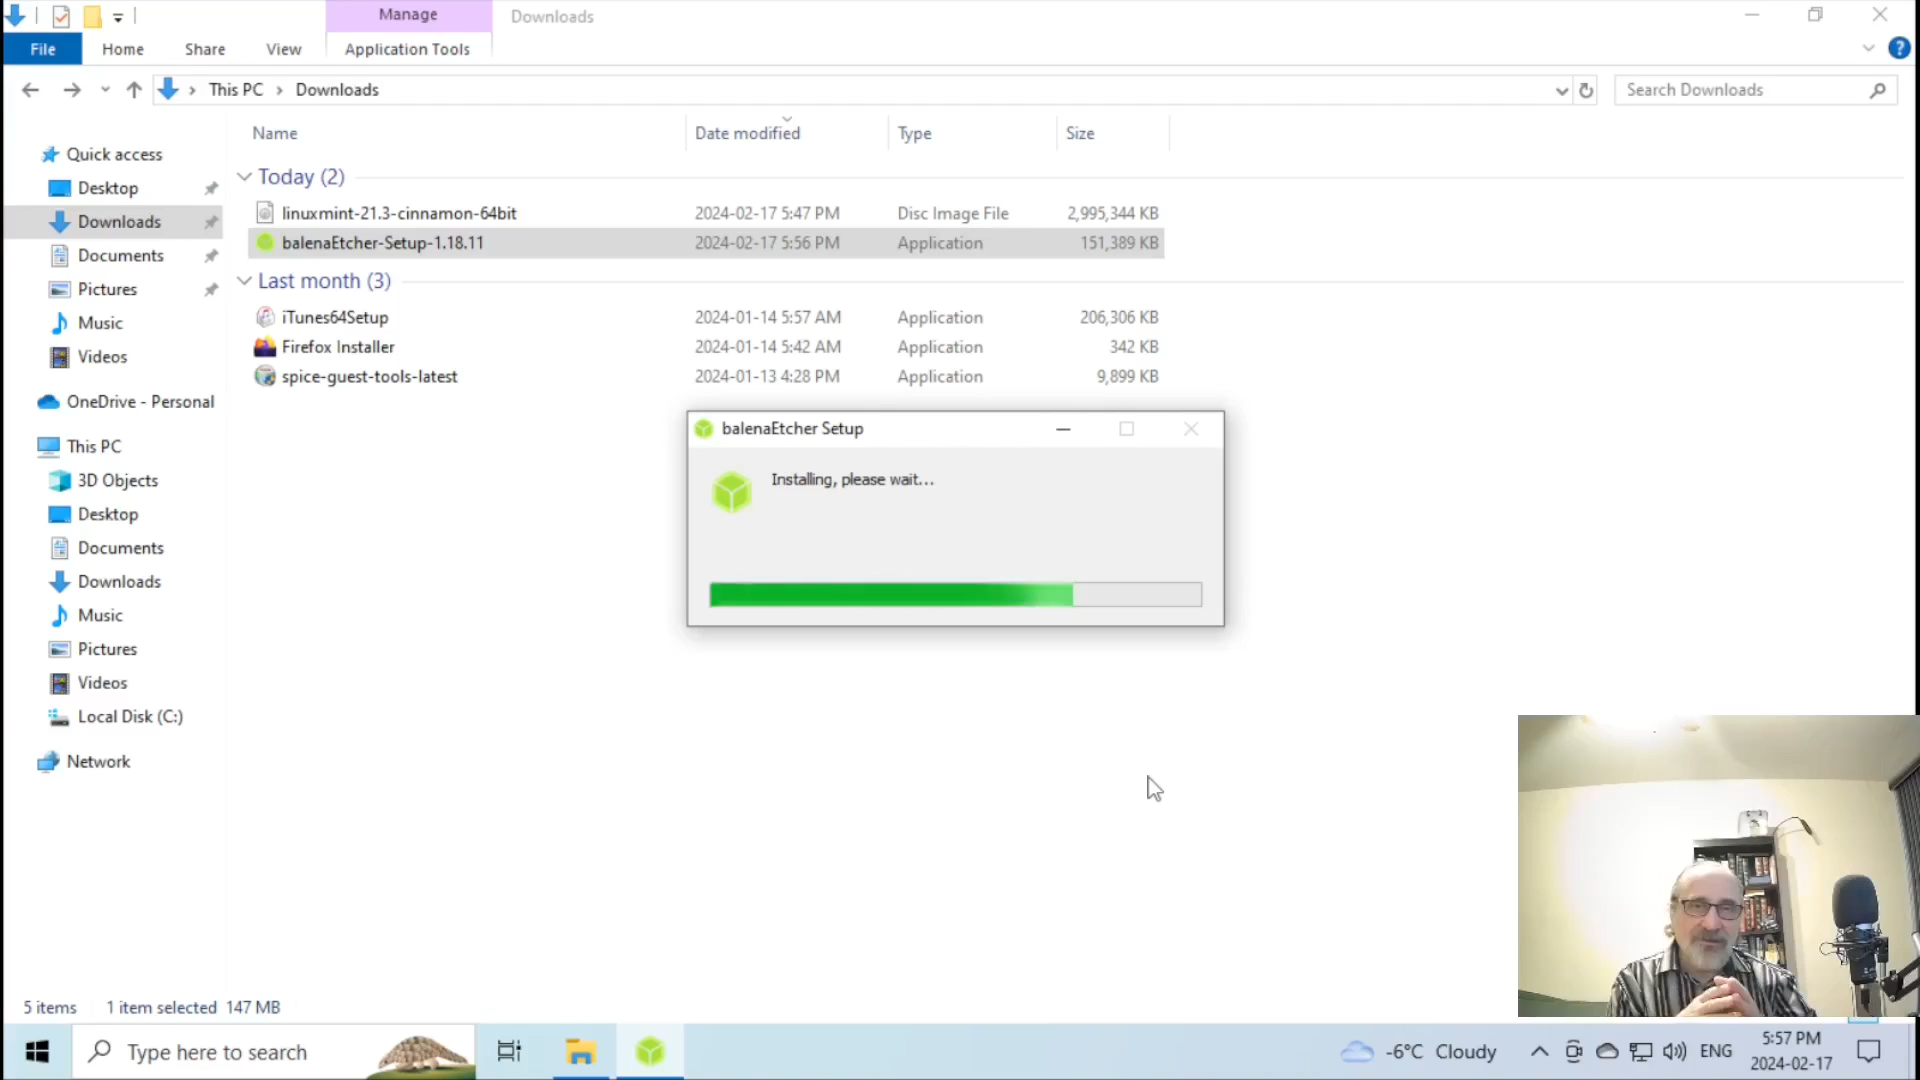 Manage
Downloads
File
Home
Share
View
Application Tools
This PC
Downloads
Search Downloads
Name
Date modified
Type
Size
Quick access
Desktop
Downloads
Documents
Pictures
Music
Videos
OneDrive - Personal
This PC
3D Objects
Desktop
Documents
Downloads
Music
Pictures
Videos
Local Disk (C:)
Network
Today (2)
linuxmint-21.3-cinnamon-64bit 2024-02-17 5:47 PM Disc Image File 2,995,344 KB
balenaEtcher-Setup-1.18.11 2024-02-17 5:56 PM Application 151,389 KB
Last month (3)
iTunes64Setup 2024-01-14 5:57 AM Application 206,306 KB
Firefox Installer 2024-01-14 5:42 AM Application 342 KB
spice-guest-tools-latest 2024-01-13 4:28 PM Application 9,899 KB
balenaEtcher Setup
Installing, please wait...
5 items 1 item selected 147 MB
Type here to search
-6°C Cloudy
ENG
5:57 PM
2024-02-17